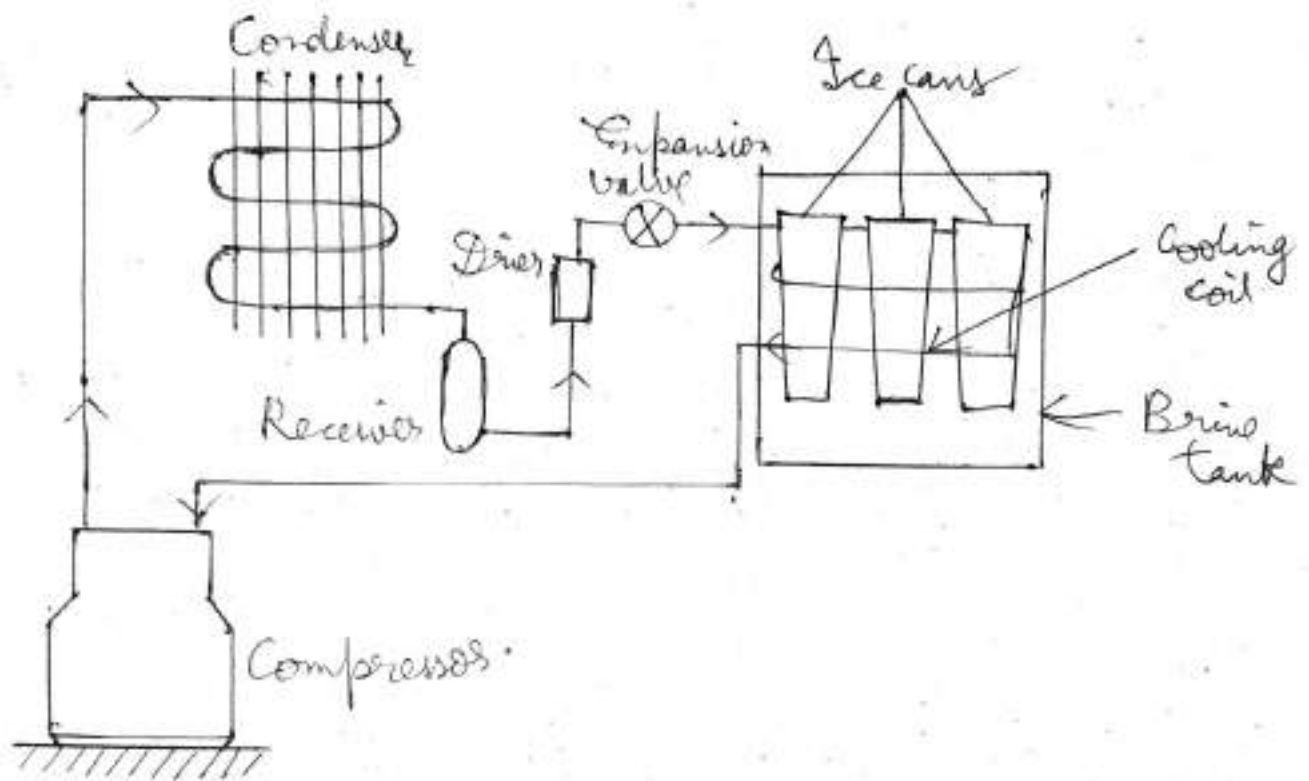 Condenser
Ice cans
Expansion
valve
Drier
Cooling
coil
Receiver
Brine
tank
Compressor.